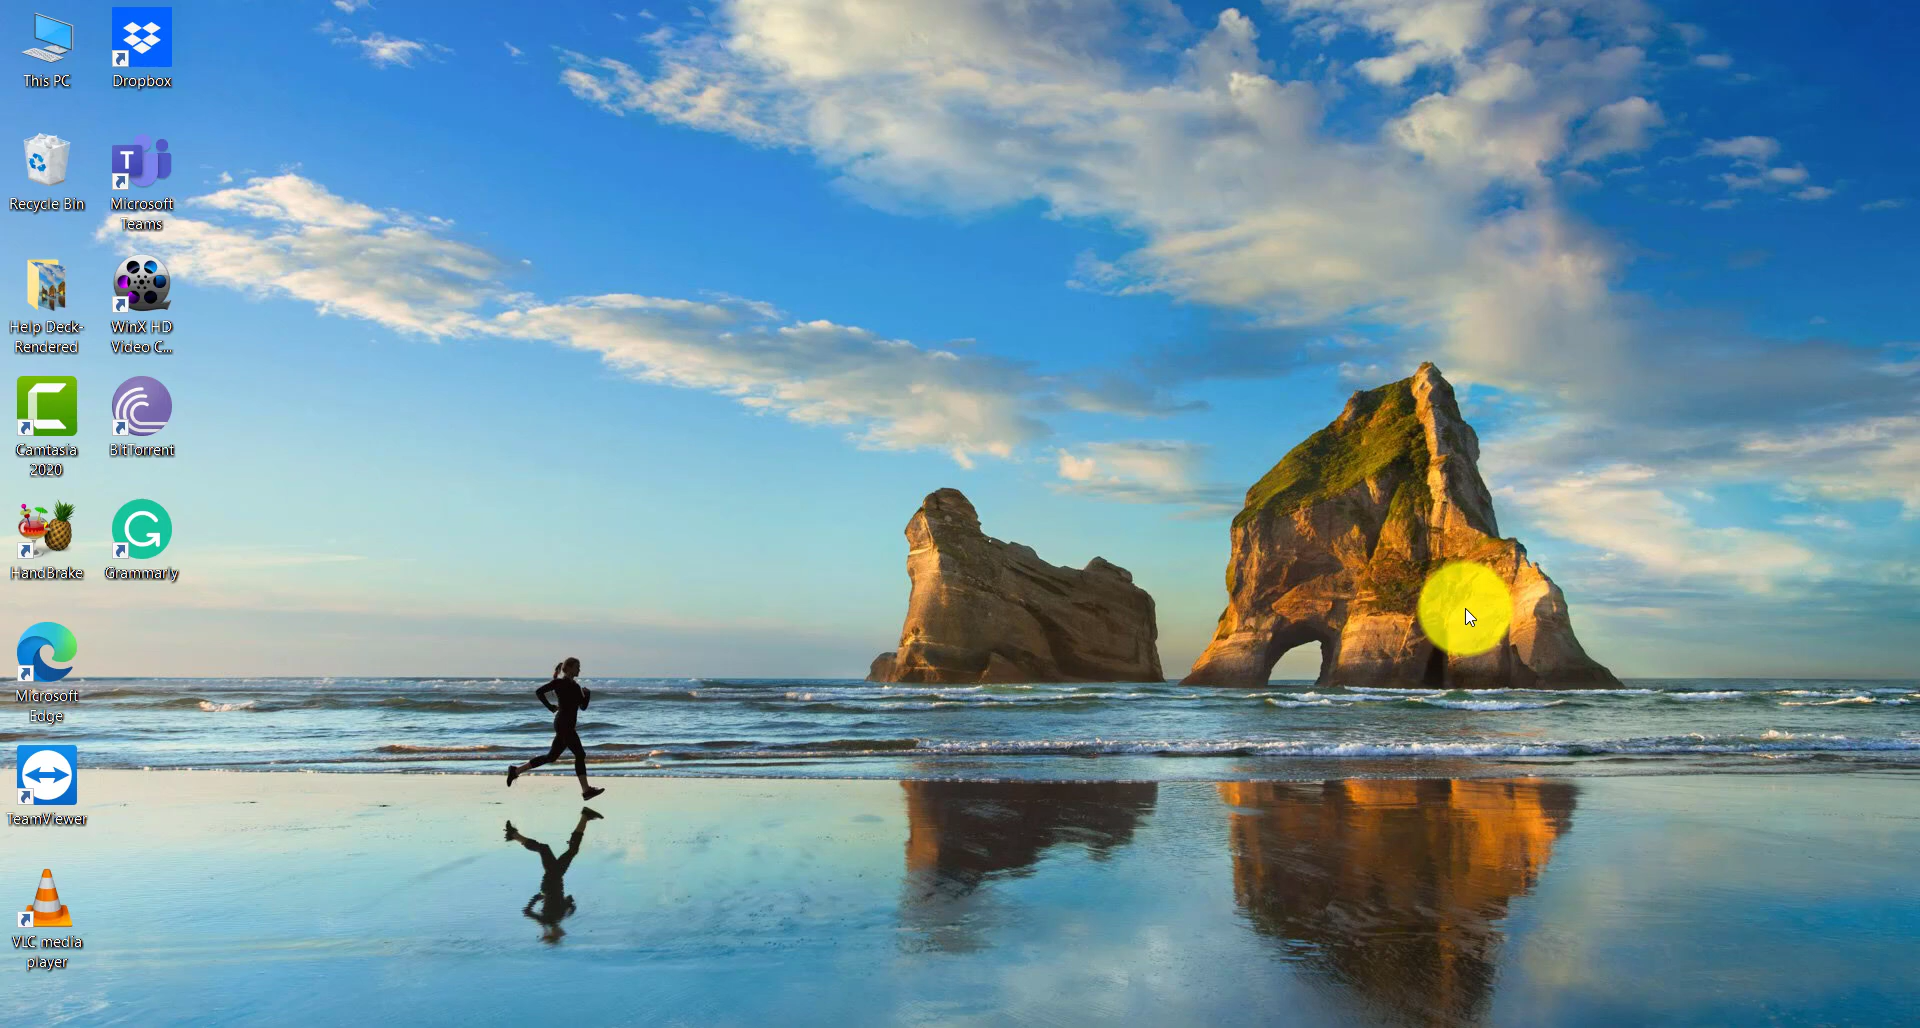 This PC
Dropbox
Recycle Bin
Microsoft
Teams
T
Help Deck-
Rendered
WinX HD
Video C...
Camtasia
2020
BitTorrent
HandBrake
Grammarly
Microsoft
Edge
TeamViewer
VLC media
player